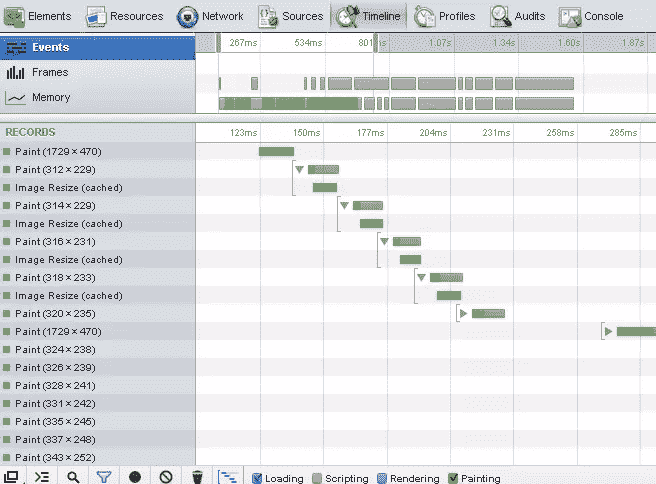 Elements Resources Network Sources Timeline Profiles Audits Console
Events
267ms 534ms 801ms 1.07s 1.34s 1.60s 1.87s
Frames
Memory
RECORDS
123ms 150ms 177ms 204ms 231ms 258ms 285ms
Paint (1729 × 470)
Paint (312 × 229)
Image Resize (cached)
Paint (314 × 229)
Image Resize (cached)
Paint (316 × 231)
Image Resize (cached)
Paint (318 × 233)
Image Resize (cached)
Paint (320 × 235)
Paint (1729 × 470)
Paint (324 × 238)
Paint (326 × 239)
Paint (328 × 241)
Paint (331 × 242)
Paint (335 × 245)
Paint (337 × 248)
Paint (343 × 252)
Loading Scripting Rendering Painting